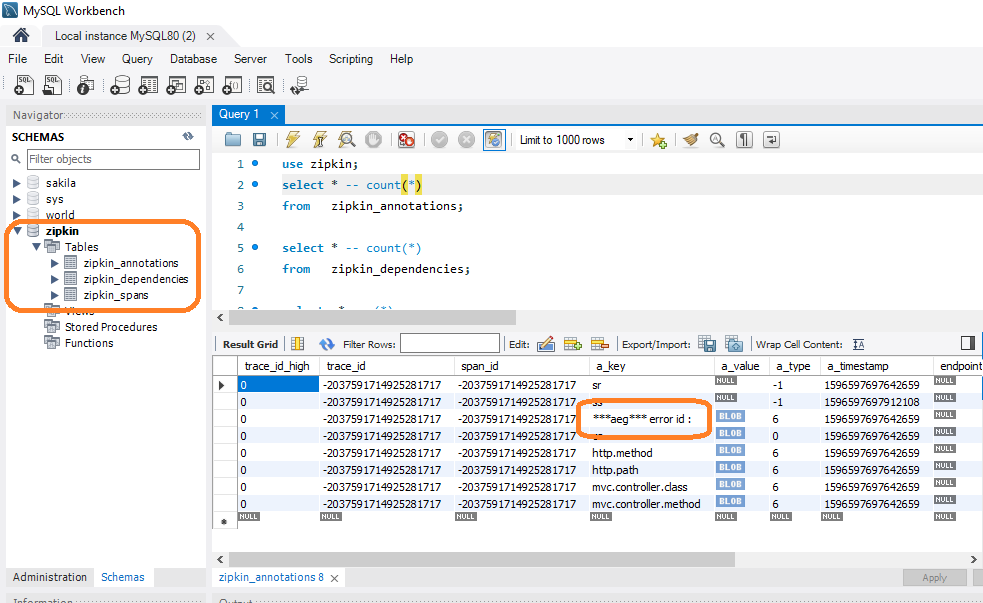 MySQL Workbench
Local instance MySQL80 (2)
File Edit View Query Database Server Tools Scripting Help
Navigator
SCHEMAS
Filter objects
sakila
sys
world
zipkin
Tables
zipkin_annotations
zipkin_dependencies
zipkin_spans
Views
Stored Procedures
Functions
Administration Schemas
Information
Query 1
Limit to 1000 rows
1 use zipkin;
2 select * -- count(*)
3 from zipkin_annotations;
4
5 select * -- count(*)
6 from zipkin_dependencies;
7
Result Grid Filter Rows: Edit: Export/Import: Wrap Cell Content:
trace_id_high trace_id span_id a_key a_value a_type a_timestamp endpoint
0 -2037591714925281717 -2037591714925281717 sr NULL -1 1596597697642659 NULL
0 -2037591714925281717 -2037591714925281717 ss NULL -1 1596597697912108 NULL
0 -2037591714925281717 -2037591714925281717 ***aeg*** error id : BLOB 6 1596597697642659 NULL
0 -2037591714925281717 -2037591714925281717 BLOB 0 1596597697642659 NULL
0 -2037591714925281717 -2037591714925281717 http.method BLOB 6 1596597697642659 NULL
0 -2037591714925281717 -2037591714925281717 http.path BLOB 6 1596597697642659 NULL
0 -2037591714925281717 -2037591714925281717 mvc.controller.class BLOB 6 1596597697642659 NULL
0 -2037591714925281717 -2037591714925281717 mvc.controller.method BLOB 6 1596597697642659 NULL
NULL NULL NULL NULL NULL NULL NULL NULL
zipkin_annotations 8
Apply
Output